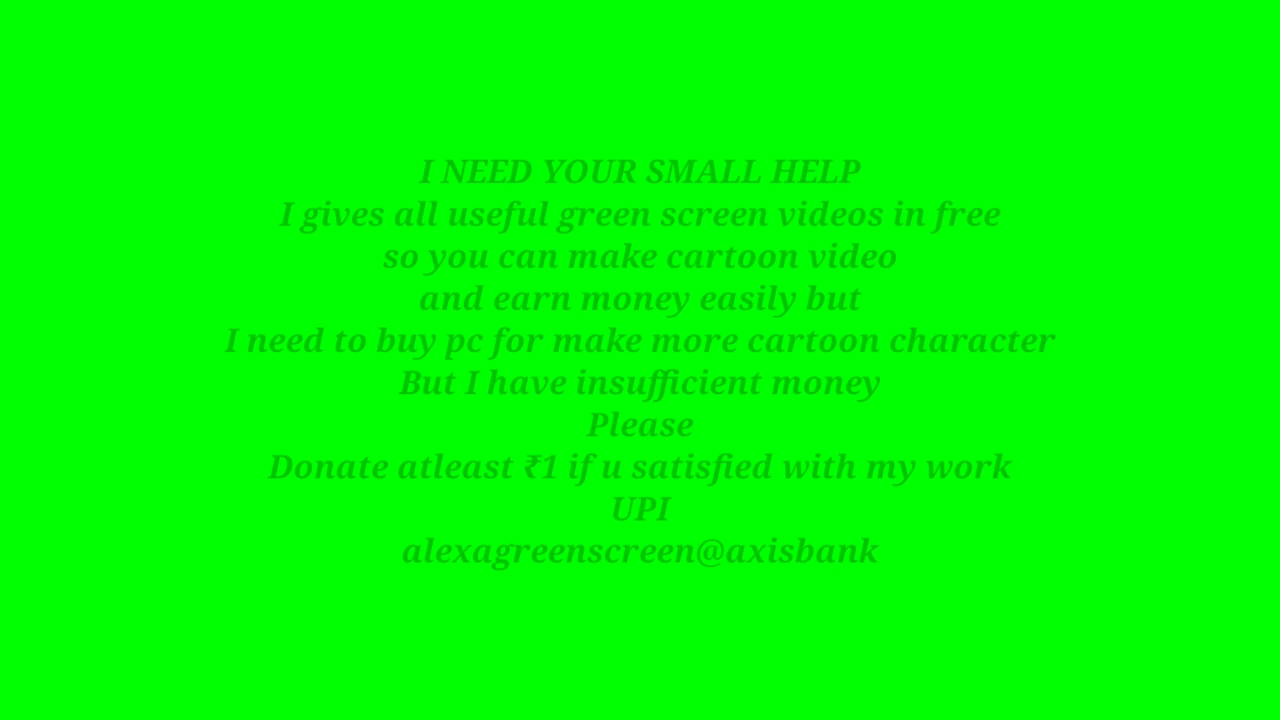 I NEED YOUR SMALL HELP
I gives all useful green screen videos in free
so you can make cartoon video
and earn money easily but
I need to buy pc for make more cartoon character
But I have insufficient money
Please
Donate atleast ₹1 if u satisfied with my work
UPI
alexagreenscreen@axisbank